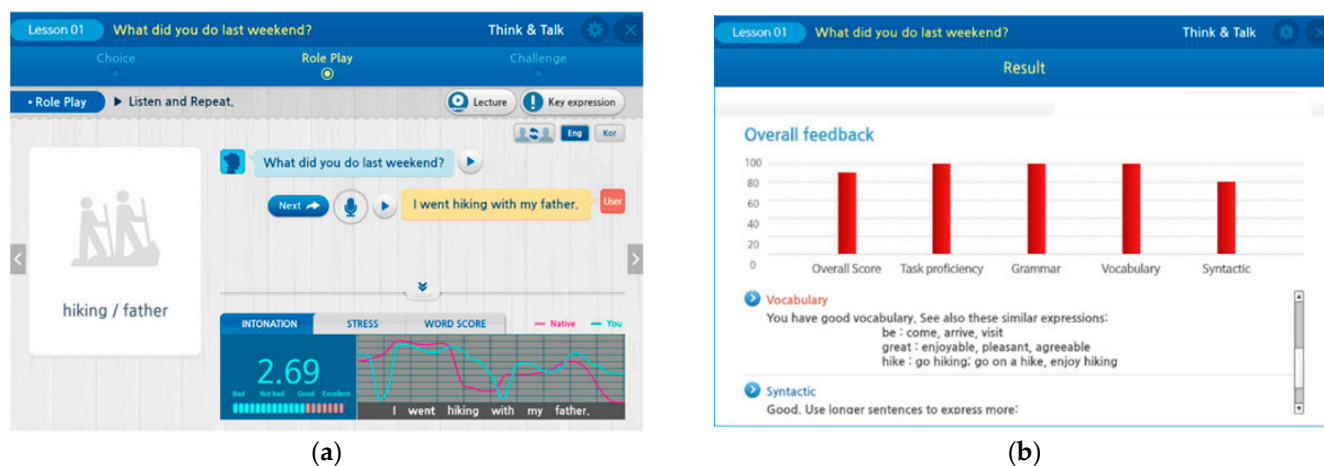 Lesson 01 What did you do last weekend? Think & Talk
Choice Role Play Challenge
• Role Play ▶ Listen and Repeat. Lecture Key expression
Eng Kor
What did you do last weekend?
Next I went hiking with my father. User
hiking / father
INTONATION STRESS WORD SCORE Native You
2.69
Bad Not bad Good Excellent
I went hiking with my father.
(a)
Lesson 01 What did you do last weekend? Think & Talk
Result
Overall feedback
100
80
60
40
20
0
Overall Score Task proficiency Grammar Vocabulary Syntactic
Vocabulary
You have good vocabulary, See also these similar expressions:
be : come, arrive, visit
great : enjoyable, pleasant, agreeable
hike : go hiking; go on a hike, enjoy hiking
Syntactic
Good. Use longer sentences to express more:
(b)